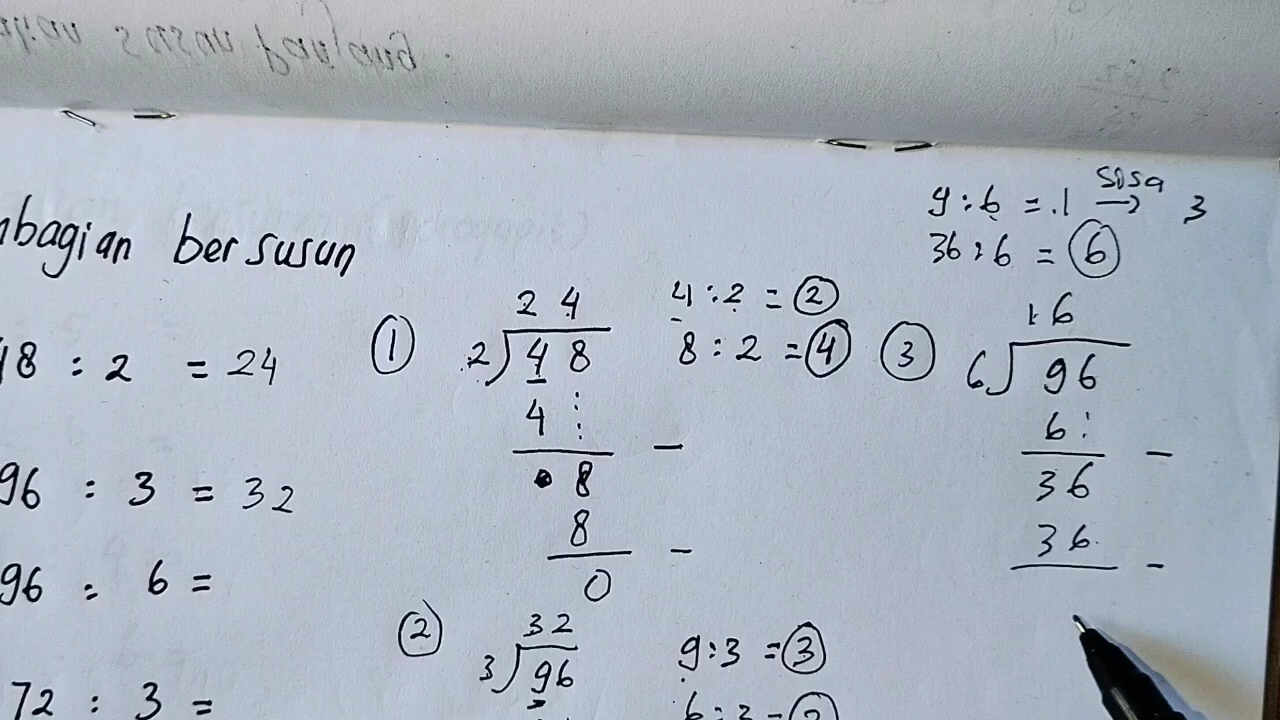 bagian bersusun
48 : 2 = 24
96 : 3 = 32
96 : 6 =
72 : 3 =
①
24
2)48
4
–
8
8
–
0
4 : 2 = ②
8 : 2 = ④
②
32
3)96
9 : 3 = ③
9 : 6 = .1 sisa → 3
36 : 6 = ⑥
③
16
6)96
6
–
36
36
–